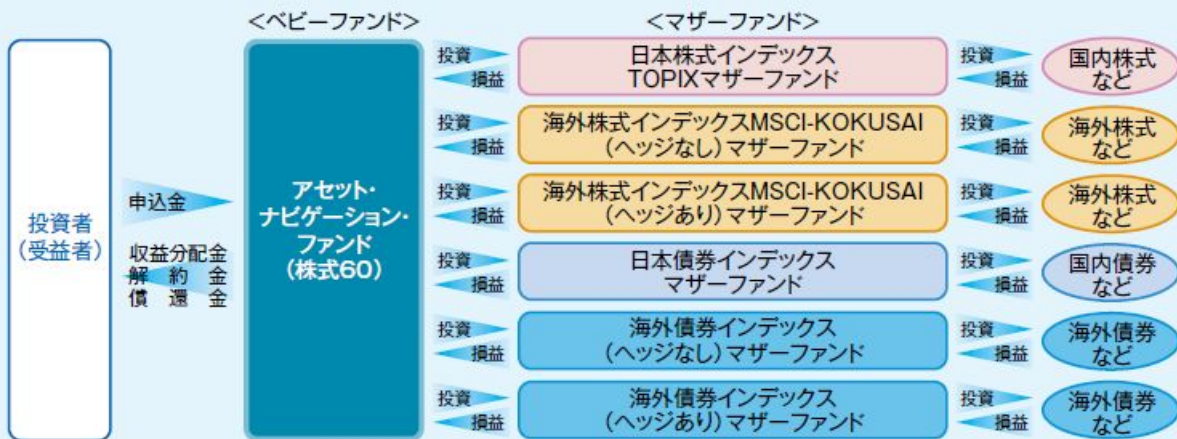 ＜ベビーファンド＞
＜マザーファンド＞
投資者
（受益者）
申込金
収益分配金
解約金
償還金
アセット・
ナビゲーション・
ファンド
（株式60）
投資
損益
日本株式インデックス
TOPIXマザーファンド
投資
損益
国内株式
など
投資
損益
海外株式インデックスMSCI-KOKUSAI
（ヘッジなし）マザーファンド
投資
損益
海外株式
など
投資
損益
海外株式インデックスMSCI-KOKUSAI
（ヘッジあり）マザーファンド
投資
損益
海外株式
など
投資
損益
日本債券インデックス
マザーファンド
投資
損益
国内債券
など
投資
損益
海外債券インデックス
（ヘッジなし）マザーファンド
投資
損益
海外債券
など
投資
損益
海外債券インデックス
（ヘッジあり）マザーファンド
投資
損益
海外債券
など